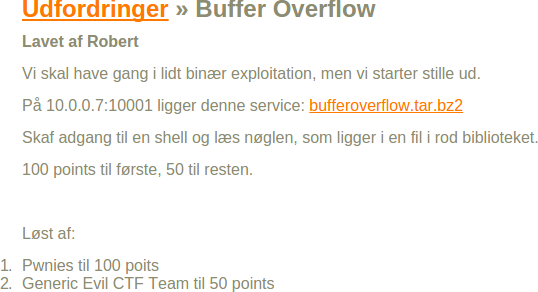 Udfordringer » Buffer Overflow
Lavet af Robert
Vi skal have gang i lidt binær exploitation, men vi starter stille ud.
På 10.0.0.7:10001 ligger denne service: bufferoverflow.tar.bz2
Skaf adgang til en shell og læs nøglen, som ligger i en fil i rod biblioteket.
100 points til første, 50 til resten.
Løst af:
1. Pwnies til 100 poits
2. Generic Evil CTF Team til 50 points